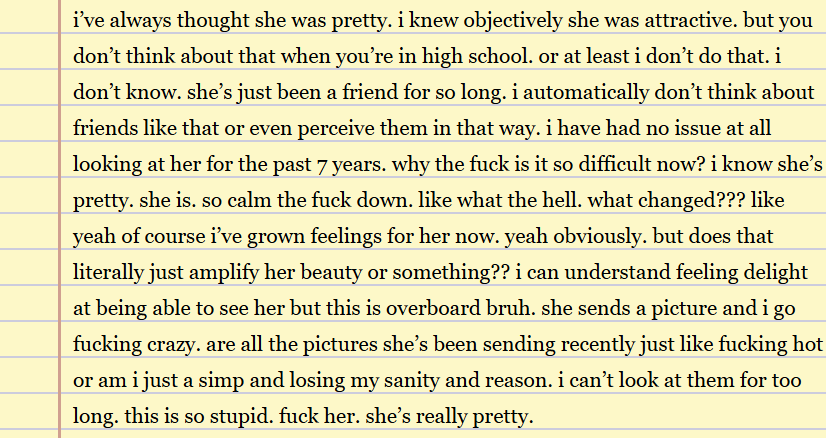 i've always thought she was pretty. i knew objectively she was attractive. but you
don't think about that when you're in high school. or at least i don't do that. i
don't know. she's just been a friend for so long. i automatically don't think about
friends like that or even perceive them in that way. i have had no issue at all
looking at her for the past 7 years. why the fuck is it so difficult now? i know she's
pretty. she is. so calm the fuck down. like what the hell. what changed??? like
yeah of course i've grown feelings for her now. yeah obviously. but does that
literally just amplify her beauty or something?? i can understand feeling delight
at being able to see her but this is overboard bruh. she sends a picture and i go
fucking crazy. are all the pictures she's been sending recently just like fucking hot
or am i just a simp and losing my sanity and reason. i can't look at them for too
long. this is so stupid. fuck her. she's really pretty.